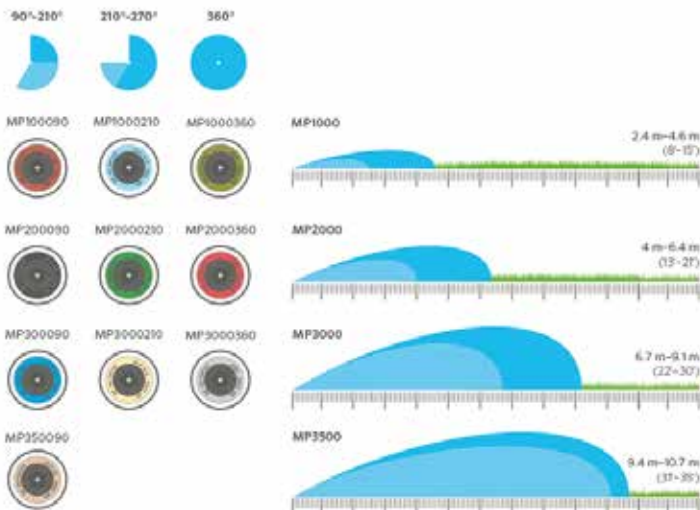 90°-210° 210°-270° 360°
MP100090 MP1000210 MP1000360
MP1000
2.4 m–4.6 m
(8'–15')
MP200090 MP2000210 MP2000360
MP2000
4 m–6.4 m
(13'–21')
MP300090 MP3000210 MP3000360
MP3000
6.7 m–9.1 m
(22'–30')
MP350090
MP3500
9.4 m–10.7 m
(31'–35')